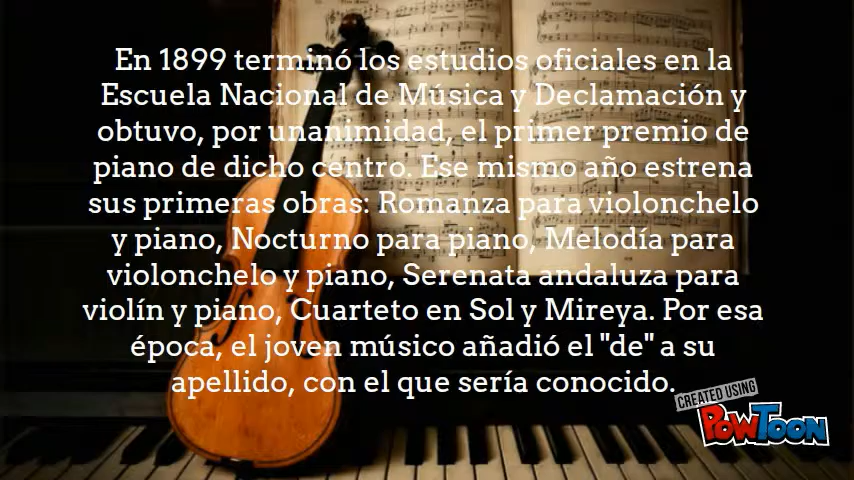 En 1899 terminó los estudios oficiales en la
Escuela Nacional de Música y Declamación y
obtuvo, por unanimidad, el primer premio de
piano de dicho centro. Ese mismo año estrena
sus primeras obras: Romanza para violonchelo
y piano, Nocturno para piano, Melodía para
violonchelo y piano, Serenata andaluza para
violín y piano, Cuarteto en Sol y Mireya. Por esa
época, el joven músico añadió el "de" a su
apellido, con el que sería conocido.
CREATED USING
POWTOON